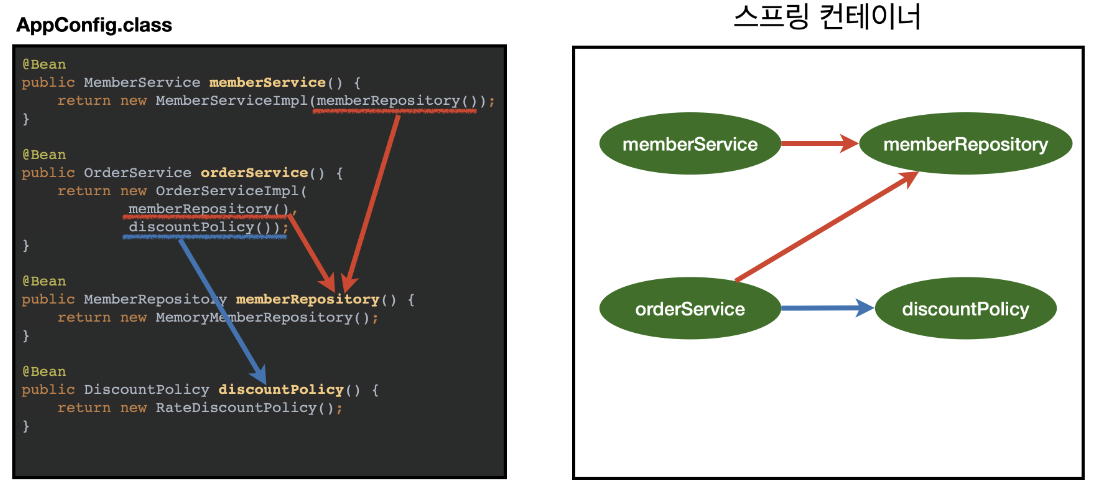 AppConfig.class
@Bean
public MemberService memberService() {
    return new MemberServiceImpl(memberRepository());
}
@Bean
public OrderService orderService() {
    return new OrderServiceImpl(
            memberRepository(),
            discountPolicy());
}
@Bean
public MemberRepository memberRepository() {
    return new MemoryMemberRepository();
}
@Bean
public DiscountPolicy discountPolicy() {
    return new RateDiscountPolicy();
}
스프링 컨테이너
memberService
memberRepository
orderService
discountPolicy